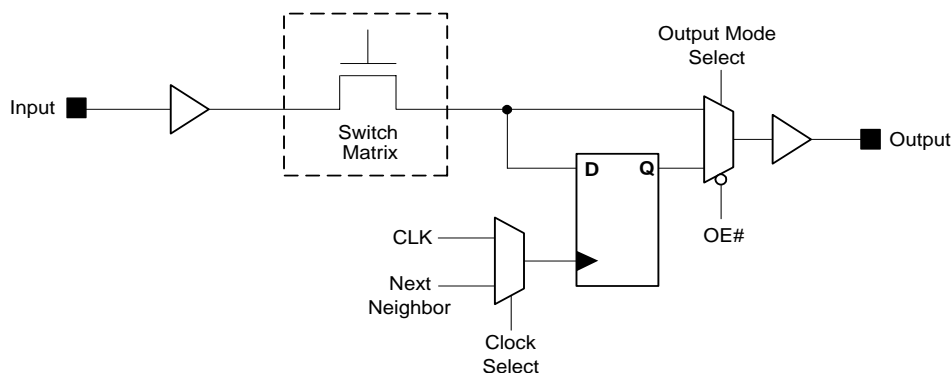 Output Mode
Select
Input
Switch
Matrix
Output
D
Q
CLK
OE#
Next
Neighbor
Clock
Select